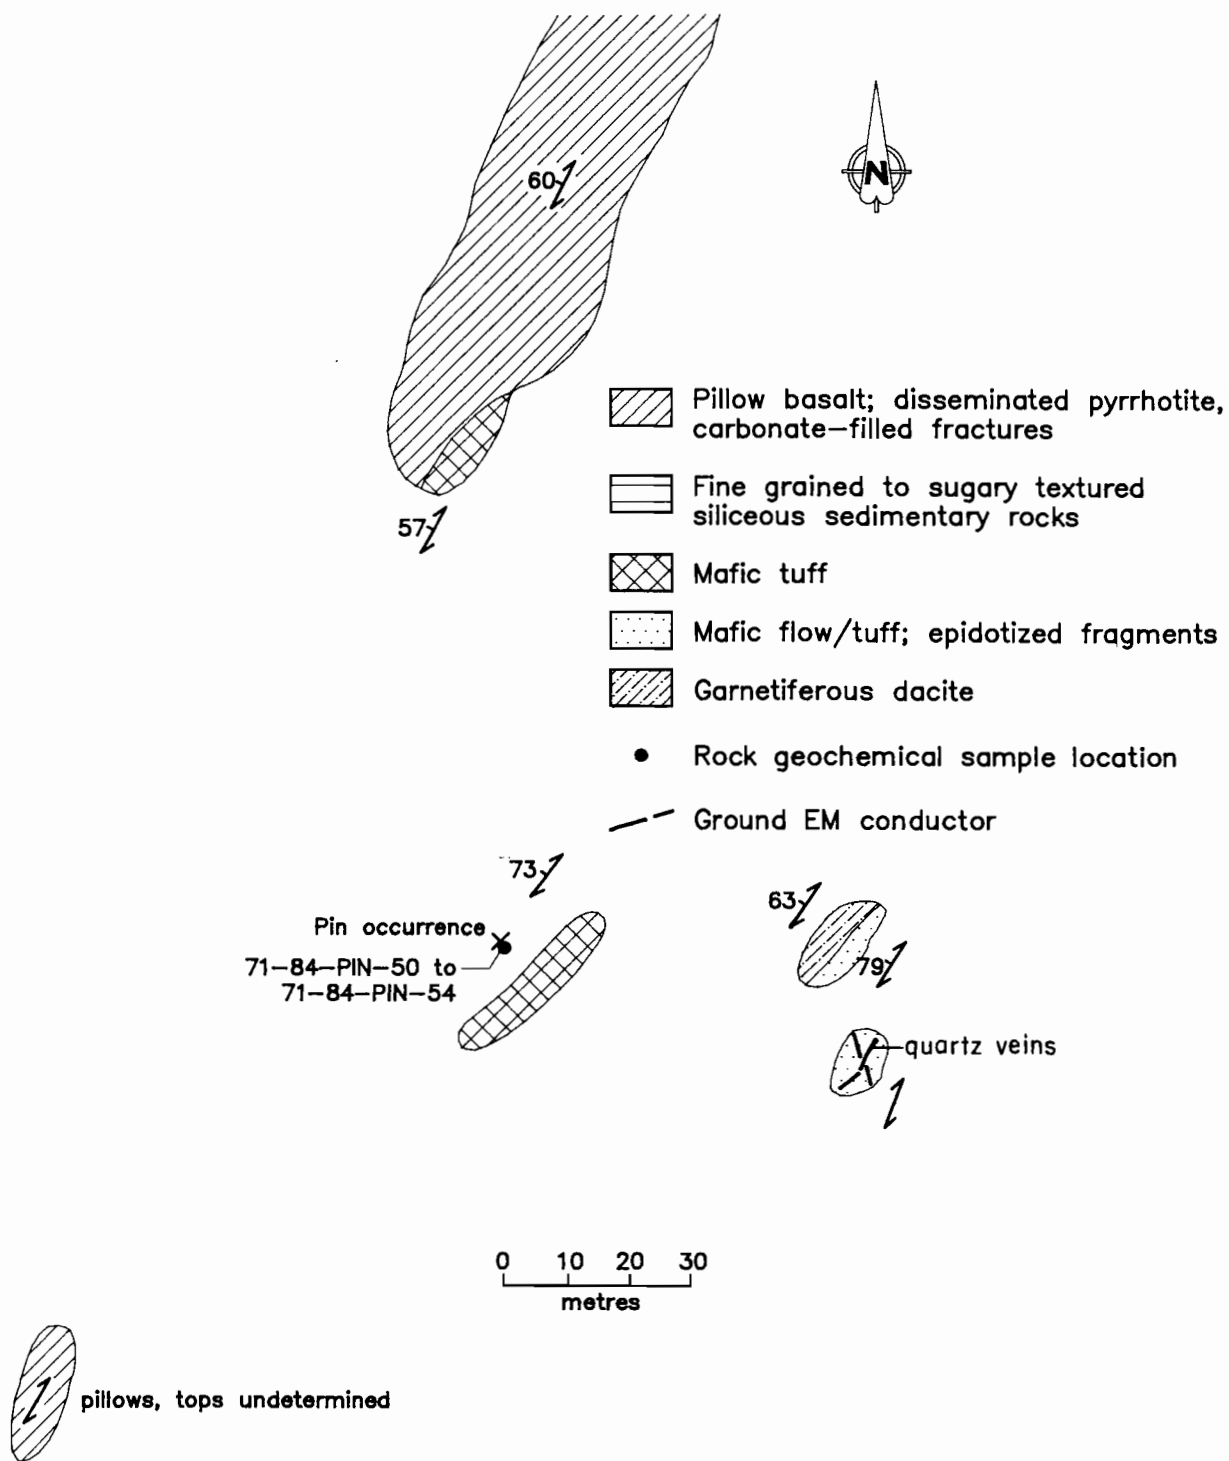 N
60
57
Pillow basalt; disseminated pyrrhotite,
carbonate-filled fractures
Fine grained to sugary textured
siliceous sedimentary rocks
Mafic tuff
Mafic flow/tuff; epidotized fragments
Garnetiferous dacite
Rock geochemical sample location
Ground EM conductor
73
63
Pin occurrence
71-84-PIN-50 to
71-84-PIN-54
79
quartz veins
0 10 20 30
metres
pillows, tops undetermined